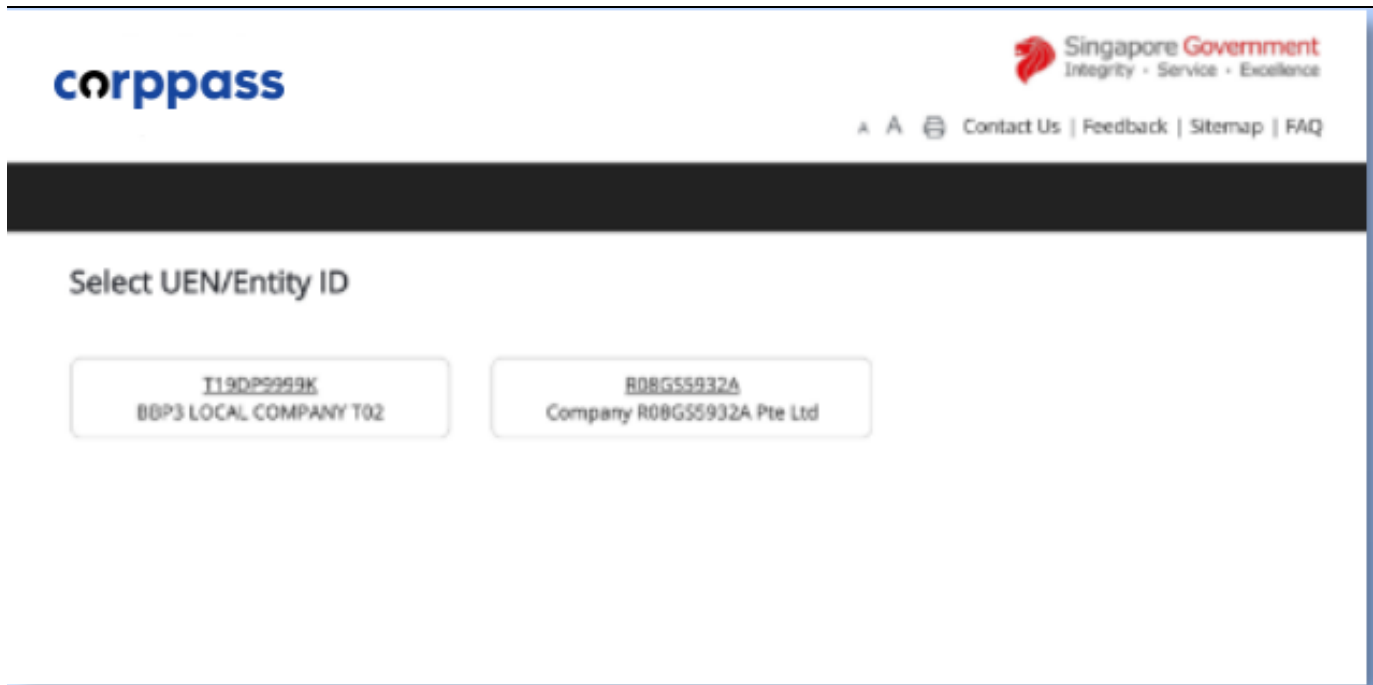 corppass
Singapore Government
Integrity · Service · Excellence
A A Contact Us | Feedback | Sitemap | FAQ
Select UEN/Entity ID
T19DP9999K
BBP3 LOCAL COMPANY T02
R08GS5932A
Company R08GS5932A Pte Ltd